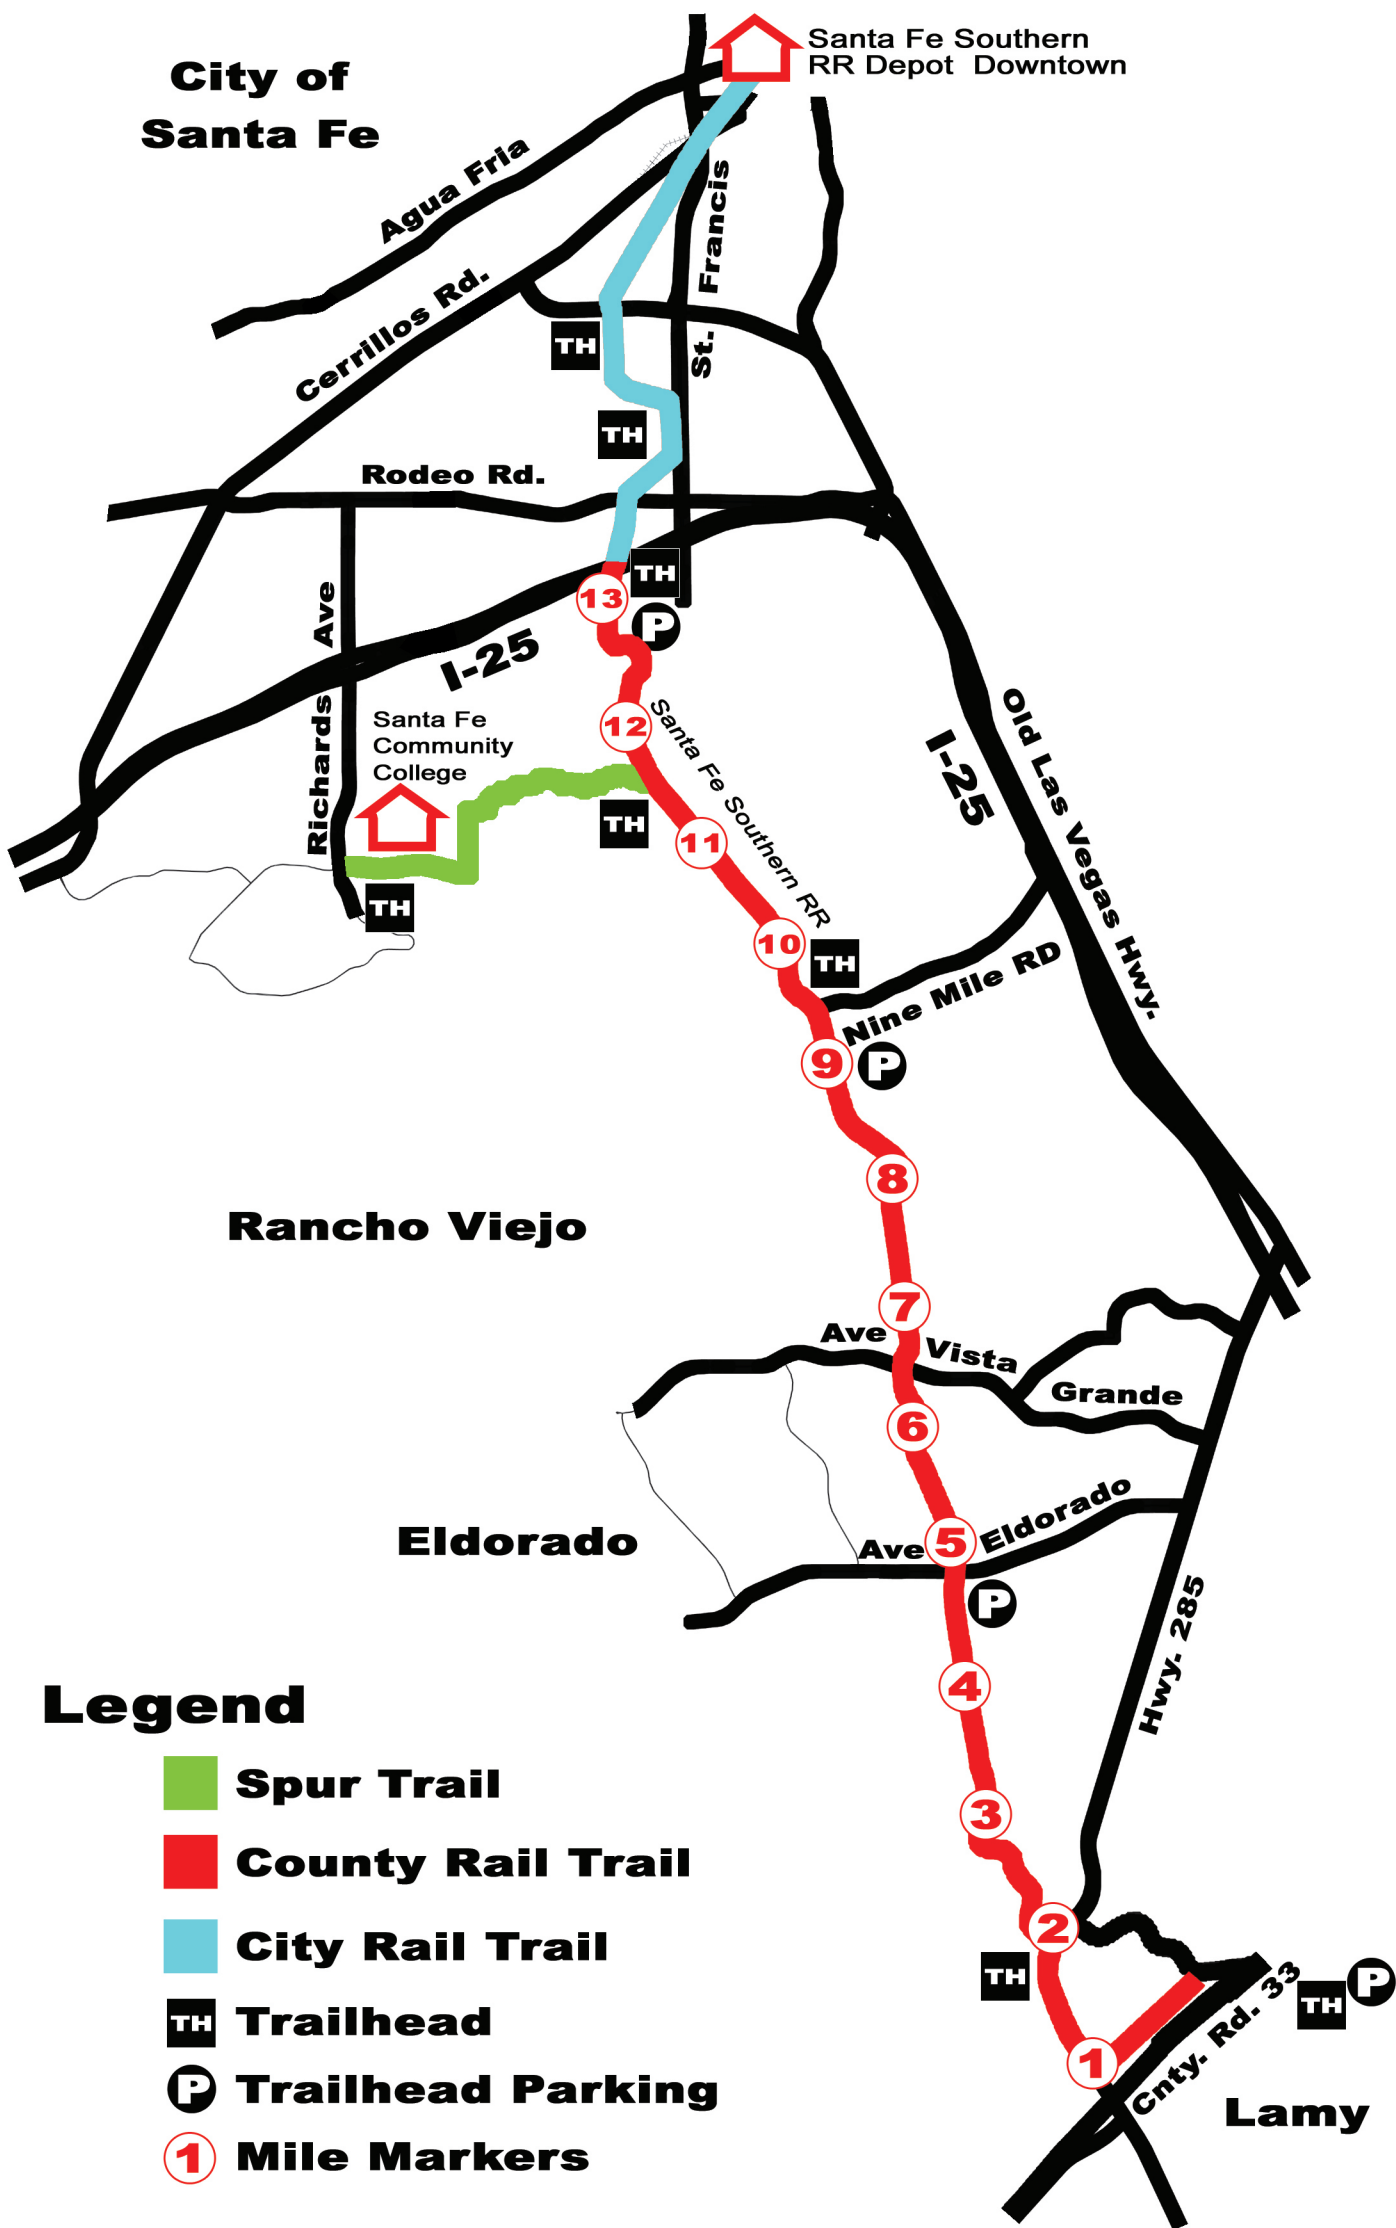 Santa Fe Southern
RR Depot Downtown
City of
Santa Fe
Agua Fria
St. Francis
Cerrillos Rd.
TH
TH
Rodeo Rd.
TH
13
P
Richards Ave
I-25
12
Santa Fe
Community
College
Santa Fe Southern RR
I-25
Old Las Vegas Hwy.
TH
11
TH
10
TH
Nine Mile RD
9
P
8
Rancho Viejo
7
Ave Vista
Grande
6
Eldorado
Ave
5
Eldorado
P
Hwy. 285
4
3
2
TH
Cnty. Rd. 33
TH
P
1
Lamy
Legend
Spur Trail
County Rail Trail
City Rail Trail
TH Trailhead
P Trailhead Parking
1 Mile Markers